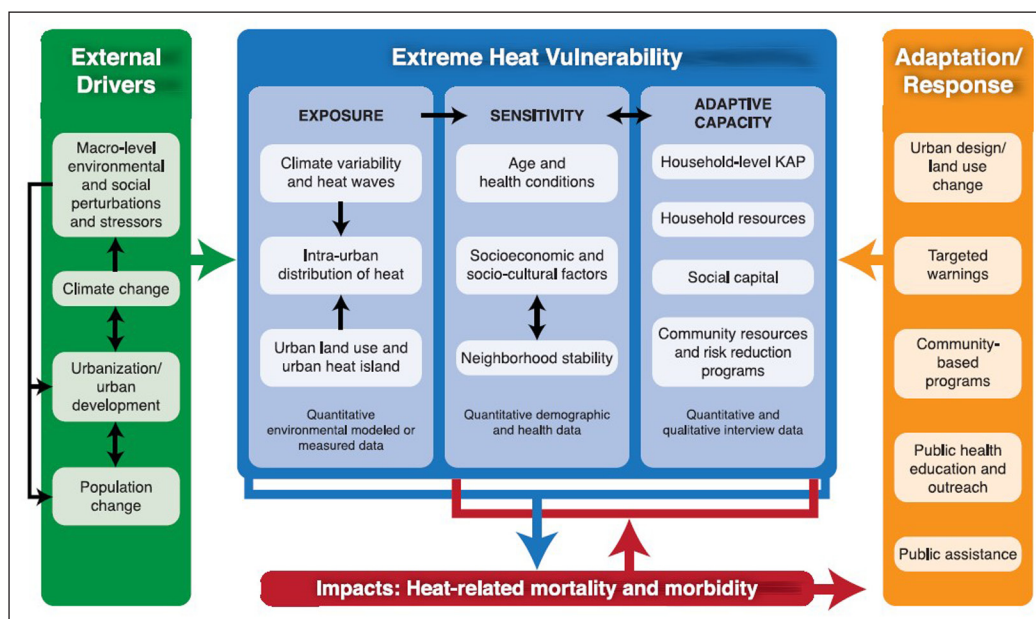 External
Drivers
Macro-level
environmental
and social
perturbations
and stressors
Climate change
Urbanization/
urban
development
Population
change
Extreme Heat Vulnerability
EXPOSURE
Climate variability
and heat waves
Intra-urban
distribution of heat
Urban land use and
urban heat island
Quantitative
environmental modeled or
measured data
SENSITIVITY
Age and
health conditions
Socioeconomic and
socio-cultural factors
Neighborhood stability
Quantitative demographic
and health data
ADAPTIVE
CAPACITY
Household-level KAP
Household resources
Social capital
Community resources
and risk reduction
programs
Quantitative and
qualitative interview data
Impacts: Heat-related mortality and morbidity
Adaptation/
Response
Urban design/
land use
change
Targeted
warnings
Community-
based
programs
Public health
education and
outreach
Public assistance